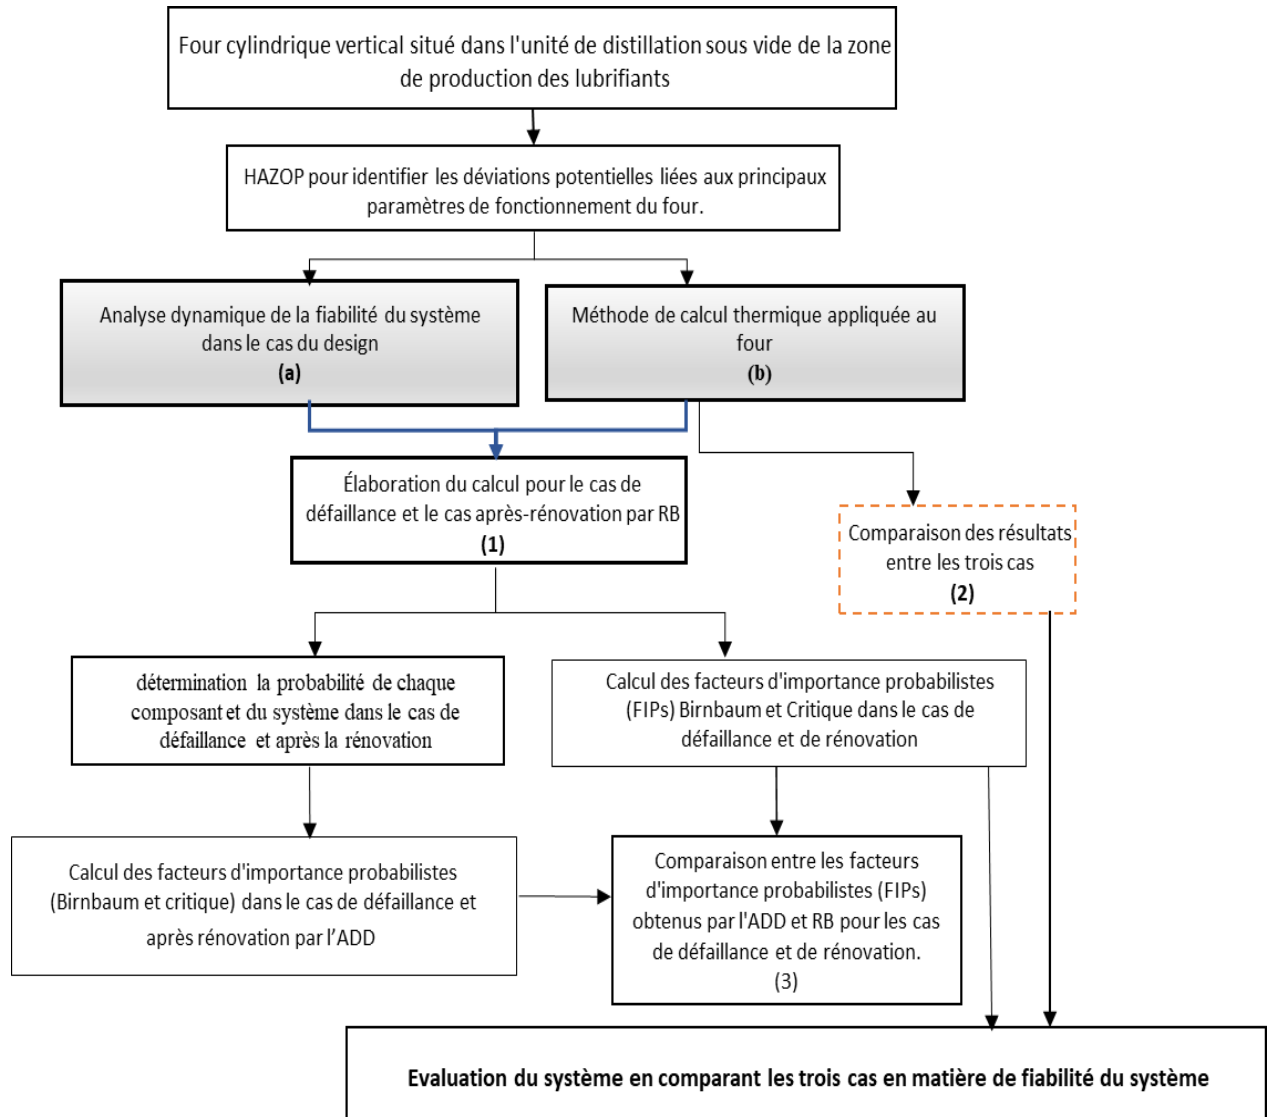 Four cylindrique vertical situé dans l'unité de distillation sous vide de la zone
de production des lubrifiants
HAZOP pour identifier les déviations potentielles liées aux principaux
paramètres de fonctionnement du four.
Analyse dynamique de la fiabilité du système
dans le cas du design
(a)
Méthode de calcul thermique appliquée au
four
(b)
Élaboration du calcul pour le cas de
défaillance et le cas après-rénovation par RB
(1)
Comparaison des résultats
entre les trois cas
(2)
détermination la probabilité de chaque
composant et du système dans le cas de
défaillance et après la rénovation
Calcul des facteurs d'importance probabilistes
(FIPs) Birnbaum et Critique dans le cas de
défaillance et de rénovation
Calcul des facteurs d'importance probabilistes
(Birnbaum et critique) dans le cas de défaillance et
après rénovation par l’ADD
Comparaison entre les facteurs
d'importance probabilistes (FIPs)
obtenus par l'ADD et RB pour les cas
de défaillance et de rénovation.
(3)
Evaluation du système en comparant les trois cas en matière de fiabilité du système